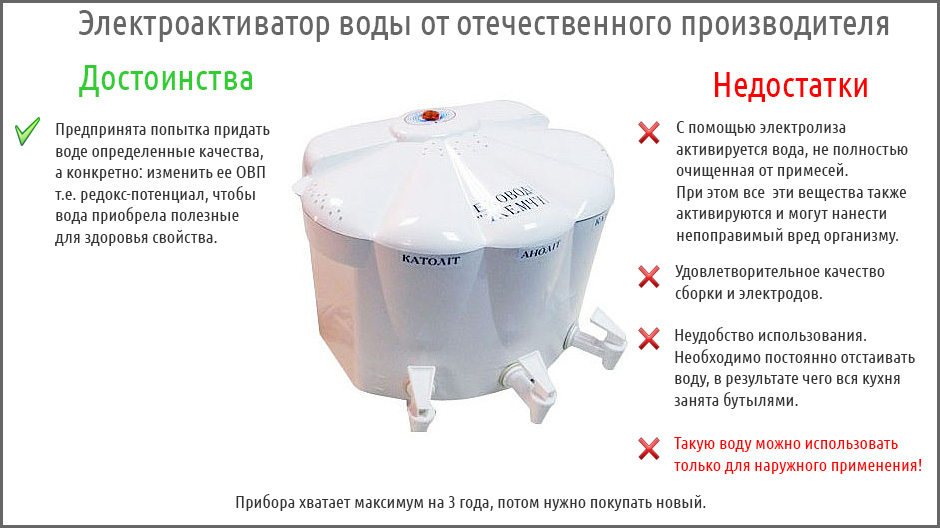 Электроактиватор воды от отечественного производителя
Достоинства
Предпринята попытка придать
воде определенные качества,
а конкретно: изменить ее ОВП
т.е. редокс-потенциал, чтобы
вода приобрела полезные
для здоровья свойства.
КАТОЛІТ
АНОЛІТ
Недостатки
С помощью электролиза
активируется вода, не полностью
очищенная от примесей.
При этом все эти вещества также
активируются и могут нанести
непоправимый вред организму.
Удовлетворительное качество
сборки и электродов.
Неудобство использования.
Необходимо постоянно отстаивать
воду, в результате чего вся кухня
занята бутылями.
Такую воду можно использовать
только для наружного применения!
Прибора хватает максимум на 3 года, потом нужно покупать новый.